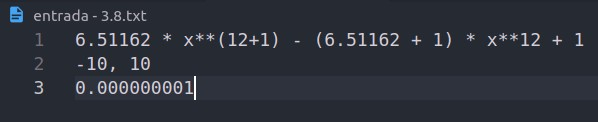 entrada - 3.8.txt
1 6.51162 * x**(12+1) - (6.51162 + 1) * x**12 + 1
2 -10, 10
3 0.000000001